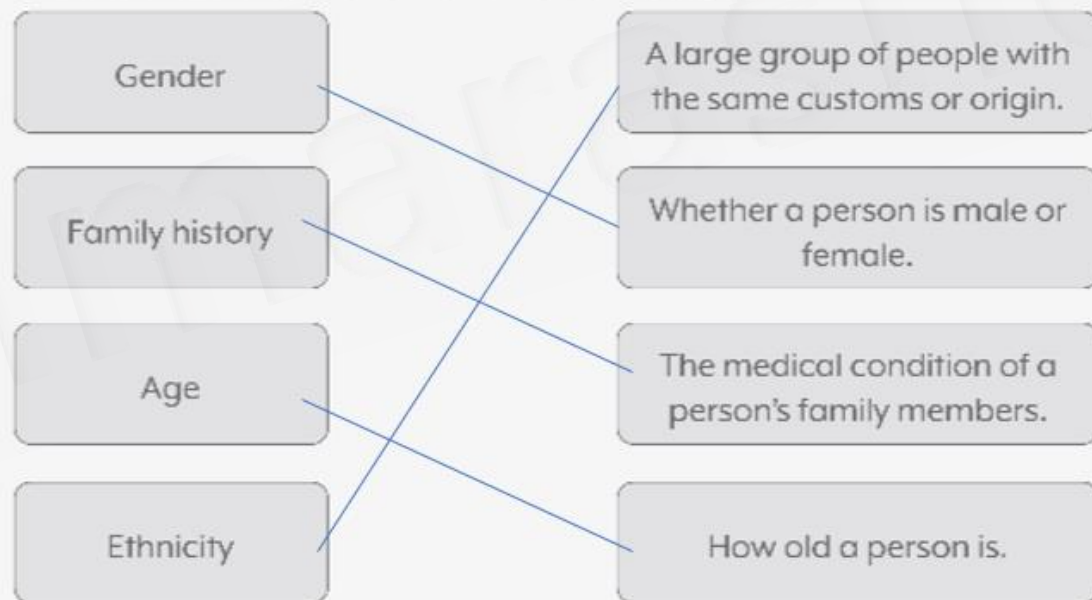 Gender
A large group of people with
the same customs or origin.
Family history
Whether a person is male or
female.
Age
The medical condition of a
person's family members.
Ethnicity
How old a person is.